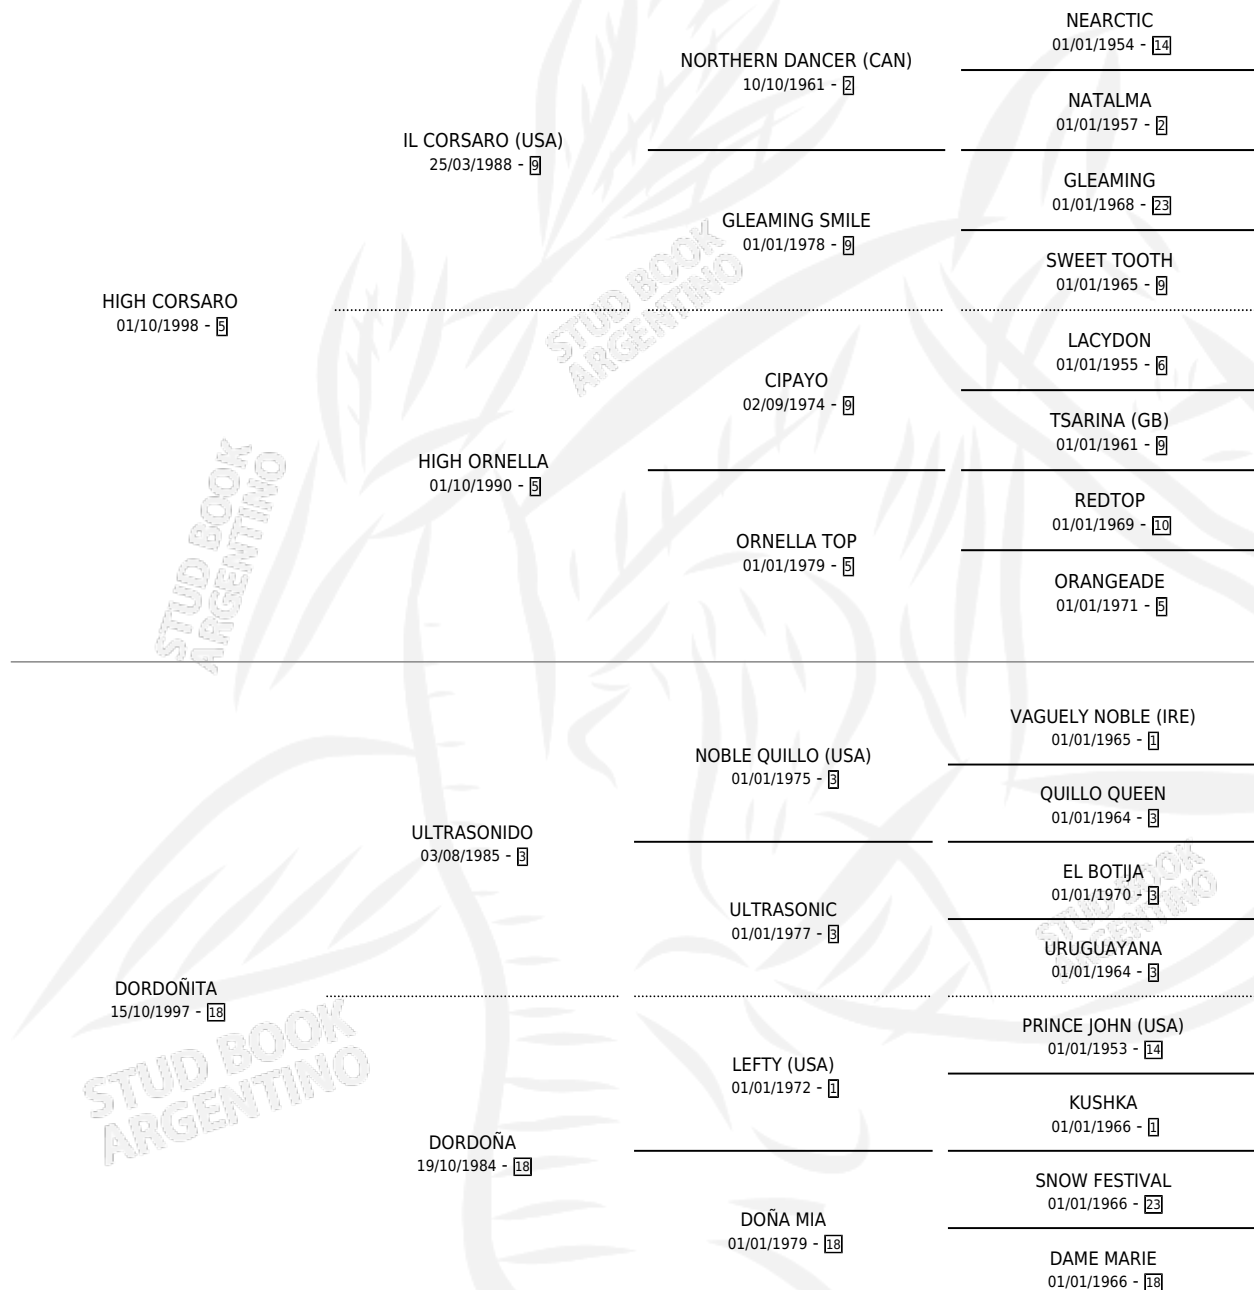 NEARCTIC
01/01/1954 - 14
NORTHERN DANCER (CAN)
10/10/1961 - 2
NATALMA
01/01/1957 - 2
IL CORSARO (USA)
25/03/1988 - 9
GLEAMING
01/01/1968 - 23
GLEAMING SMILE
01/01/1978 - 9
SWEET TOOTH
01/01/1965 - 9
HIGH CORSARO
01/10/1998 - 5
LACYDON
01/01/1955 - 6
CIPAYO
02/09/1974 - 9
TSARINA (GB)
01/01/1961 - 9
HIGH ORNELLA
01/10/1990 - 5
REDTOP
01/01/1969 - 10
ORNELLA TOP
01/01/1979 - 5
ORANGEADE
01/01/1971 - 5
VAGUELY NOBLE (IRE)
01/01/1965 - 1
NOBLE QUILLO (USA)
01/01/1975 - 3
QUILLO QUEEN
01/01/1964 - 3
ULTRASONIDO
03/08/1985 - 3
EL BOTIJA
01/01/1970 - 3
ULTRASONIC
01/01/1977 - 3
URUGUAYANA
01/01/1964 - 3
DORDOÑITA
15/10/1997 - 18
PRINCE JOHN (USA)
01/01/1953 - 14
LEFTY (USA)
01/01/1972 - 1
KUSHKA
01/01/1966 - 1
DORDOÑA
19/10/1984 - 18
SNOW FESTIVAL
01/01/1966 - 23
DOÑA MIA
01/01/1979 - 18
DAME MARIE
01/01/1966 - 18
STUD BOOK
ARGENTINO
STUD BOOK
ARGENTINO
STUD BOOK
ARGENTINO
STUD BOOK
ARGENTINO